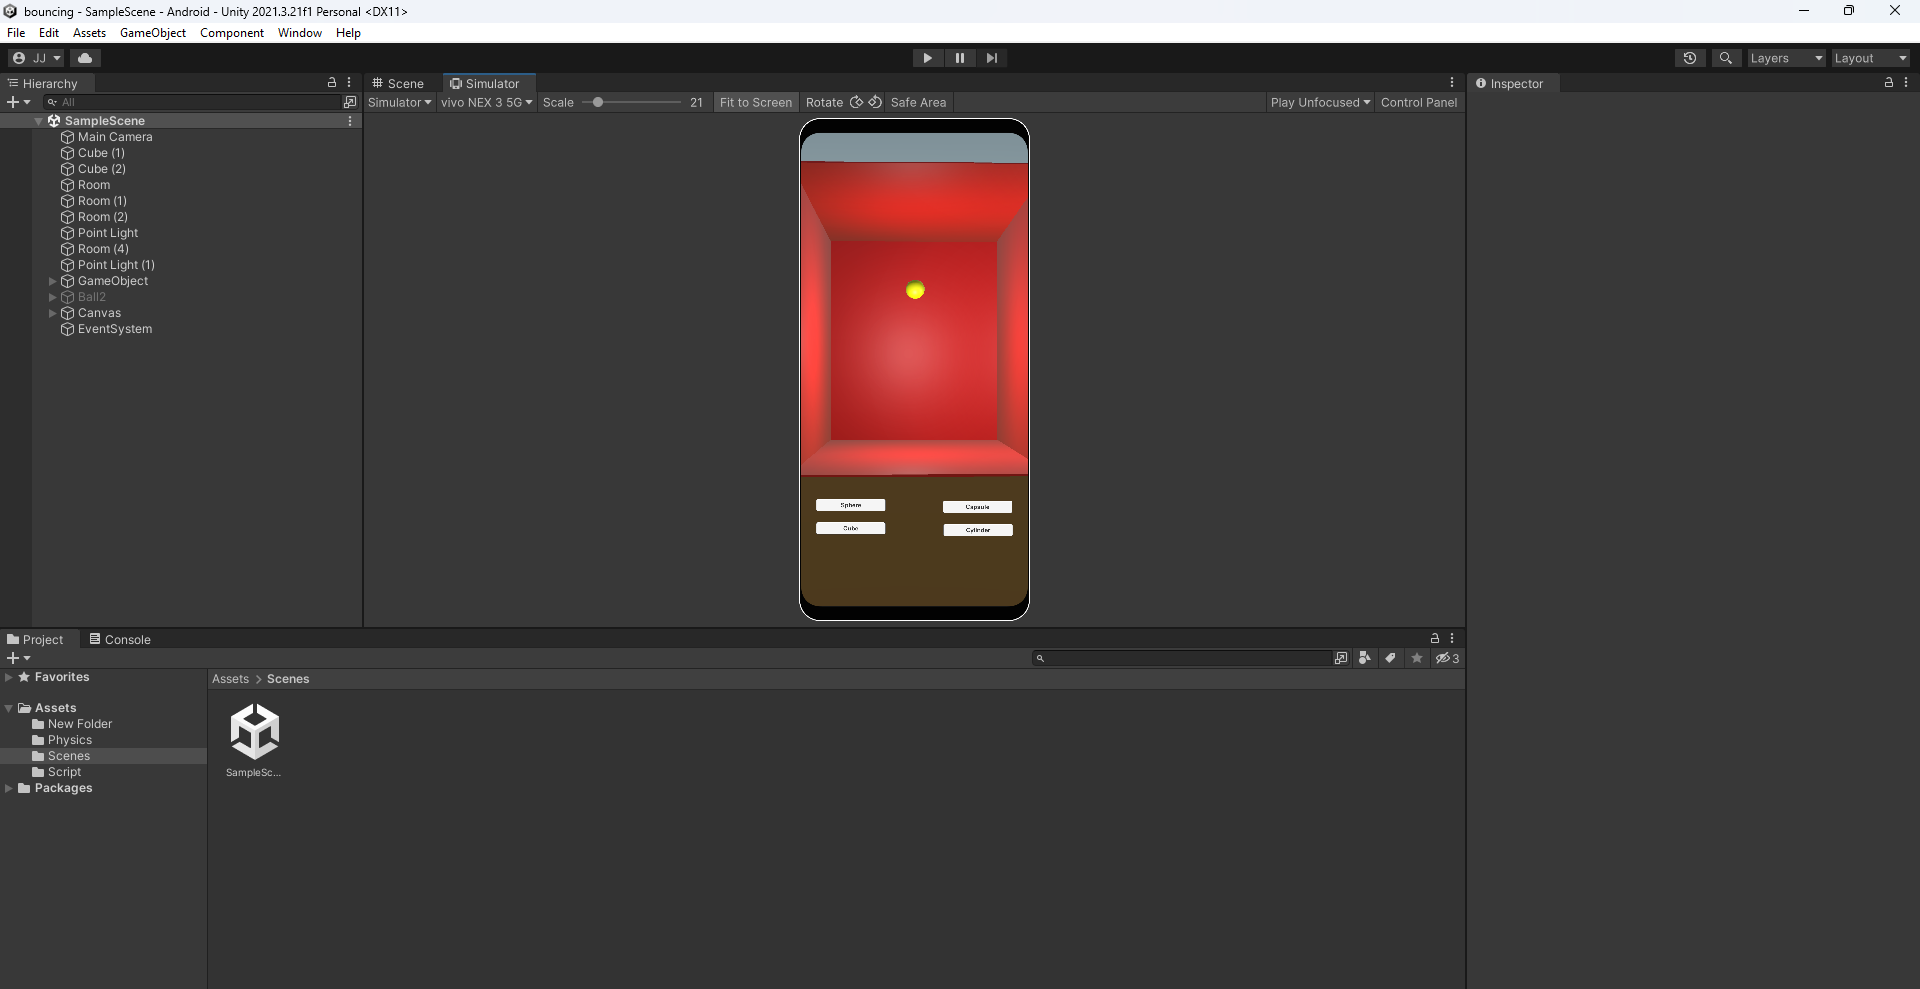 bouncing - SampleScene - Android - Unity 2021.3.21f1 Personal <DX11>
File Edit Assets GameObject Component Window Help
JJ Layers Layout
Hierarchy
All
SampleScene
Main Camera
Cube (1)
Cube (2)
Room
Room (1)
Room (2)
Point Light
Room (4)
Point Light (1)
GameObject
Ball2
Canvas
EventSystem
Scene Simulator
Simulator vivo NEX 3 5G Scale 21 Fit to Screen Rotate Safe Area Play Unfocused Control Panel
Sphere Capsule
Cube Cylinder
Inspector
Project Console
3
Favorites
Assets
New Folder
Physics
Scenes
Script
Packages
Assets > Scenes
SampleSc...